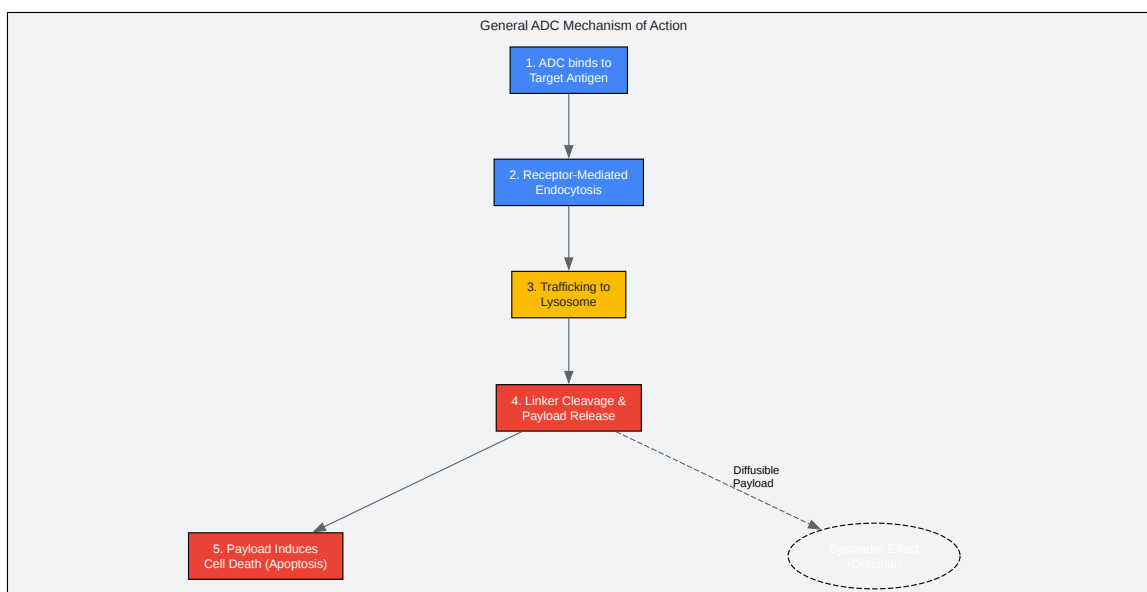 General ADC Mechanism of Action
1. ADC binds to
Target Antigen
2. Receptor-Mediated
Endocytosis
3. Trafficking to
Lysosome
4. Linker Cleavage &
Payload Release
Diffusible
Payload
5. Payload Induces
Cell Death (Apoptosis)
Bystander Effect
(Optional)